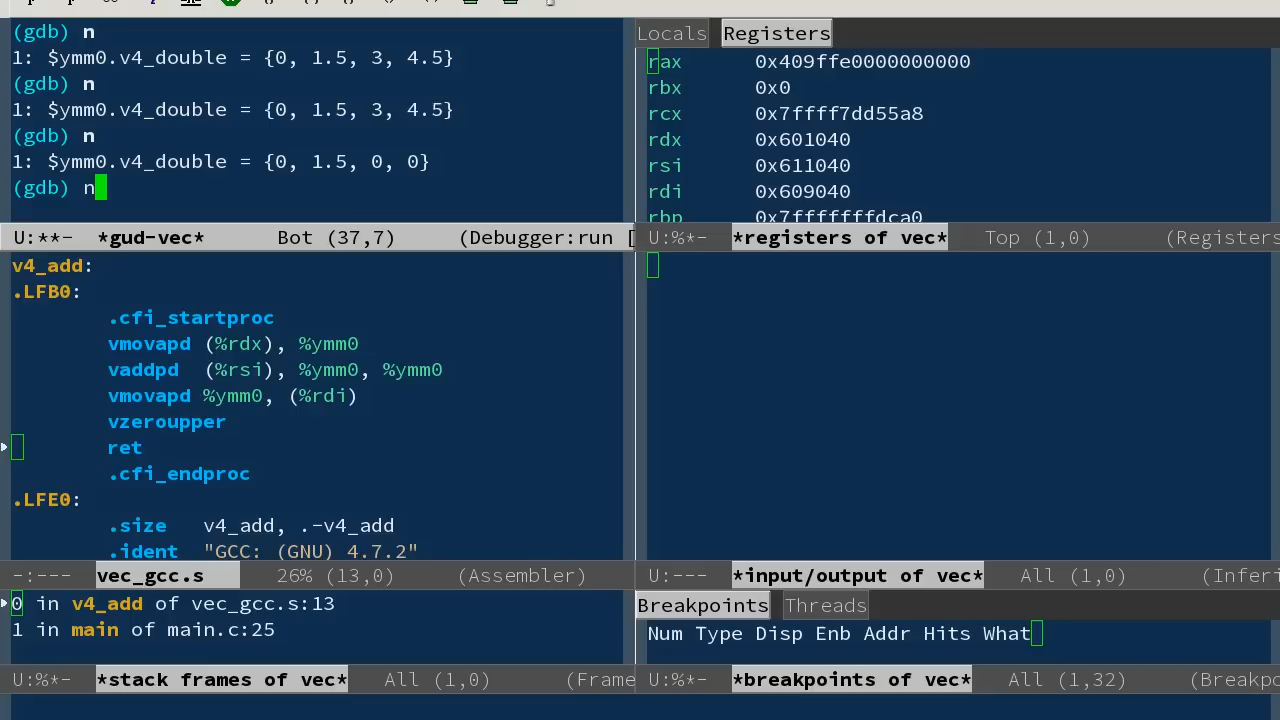 (gdb) n
1: $ymm0.v4_double = {0, 1.5, 3, 4.5}
(gdb) n
1: $ymm0.v4_double = {0, 1.5, 3, 4.5}
(gdb) n
1: $ymm0.v4_double = {0, 1.5, 0, 0}
(gdb) n
U:**- *gud-vec* Bot (37,7) (Debugger:run [
Locals Registers
rax 0x409ffe0000000000
rbx 0x0
rcx 0x7ffff7dd55a8
rdx 0x601040
rsi 0x611040
rdi 0x609040
rbp 0x7fffffffdca0
U:%*- *registers of vec* Top (1,0) (Registers
v4_add:
.LFB0:
.cfi_startproc
vmovapd (%rdx), %ymm0
vaddpd (%rsi), %ymm0, %ymm0
vmovapd %ymm0, (%rdi)
vzeroupper
ret
.cfi_endproc
.LFE0:
.size v4_add, .-v4_add
.ident "GCC: (GNU) 4.7.2"
-:--- vec_gcc.s 26% (13,0) (Assembler)
U:--- *input/output of vec* All (1,0) (Inferi
0 in v4_add of vec_gcc.s:13
1 in main of main.c:25
U:%*- *stack frames of vec* All (1,0) (Frame
Breakpoints Threads
Num Type Disp Enb Addr Hits What
U:%*- *breakpoints of vec* All (1,32) (Breakpo